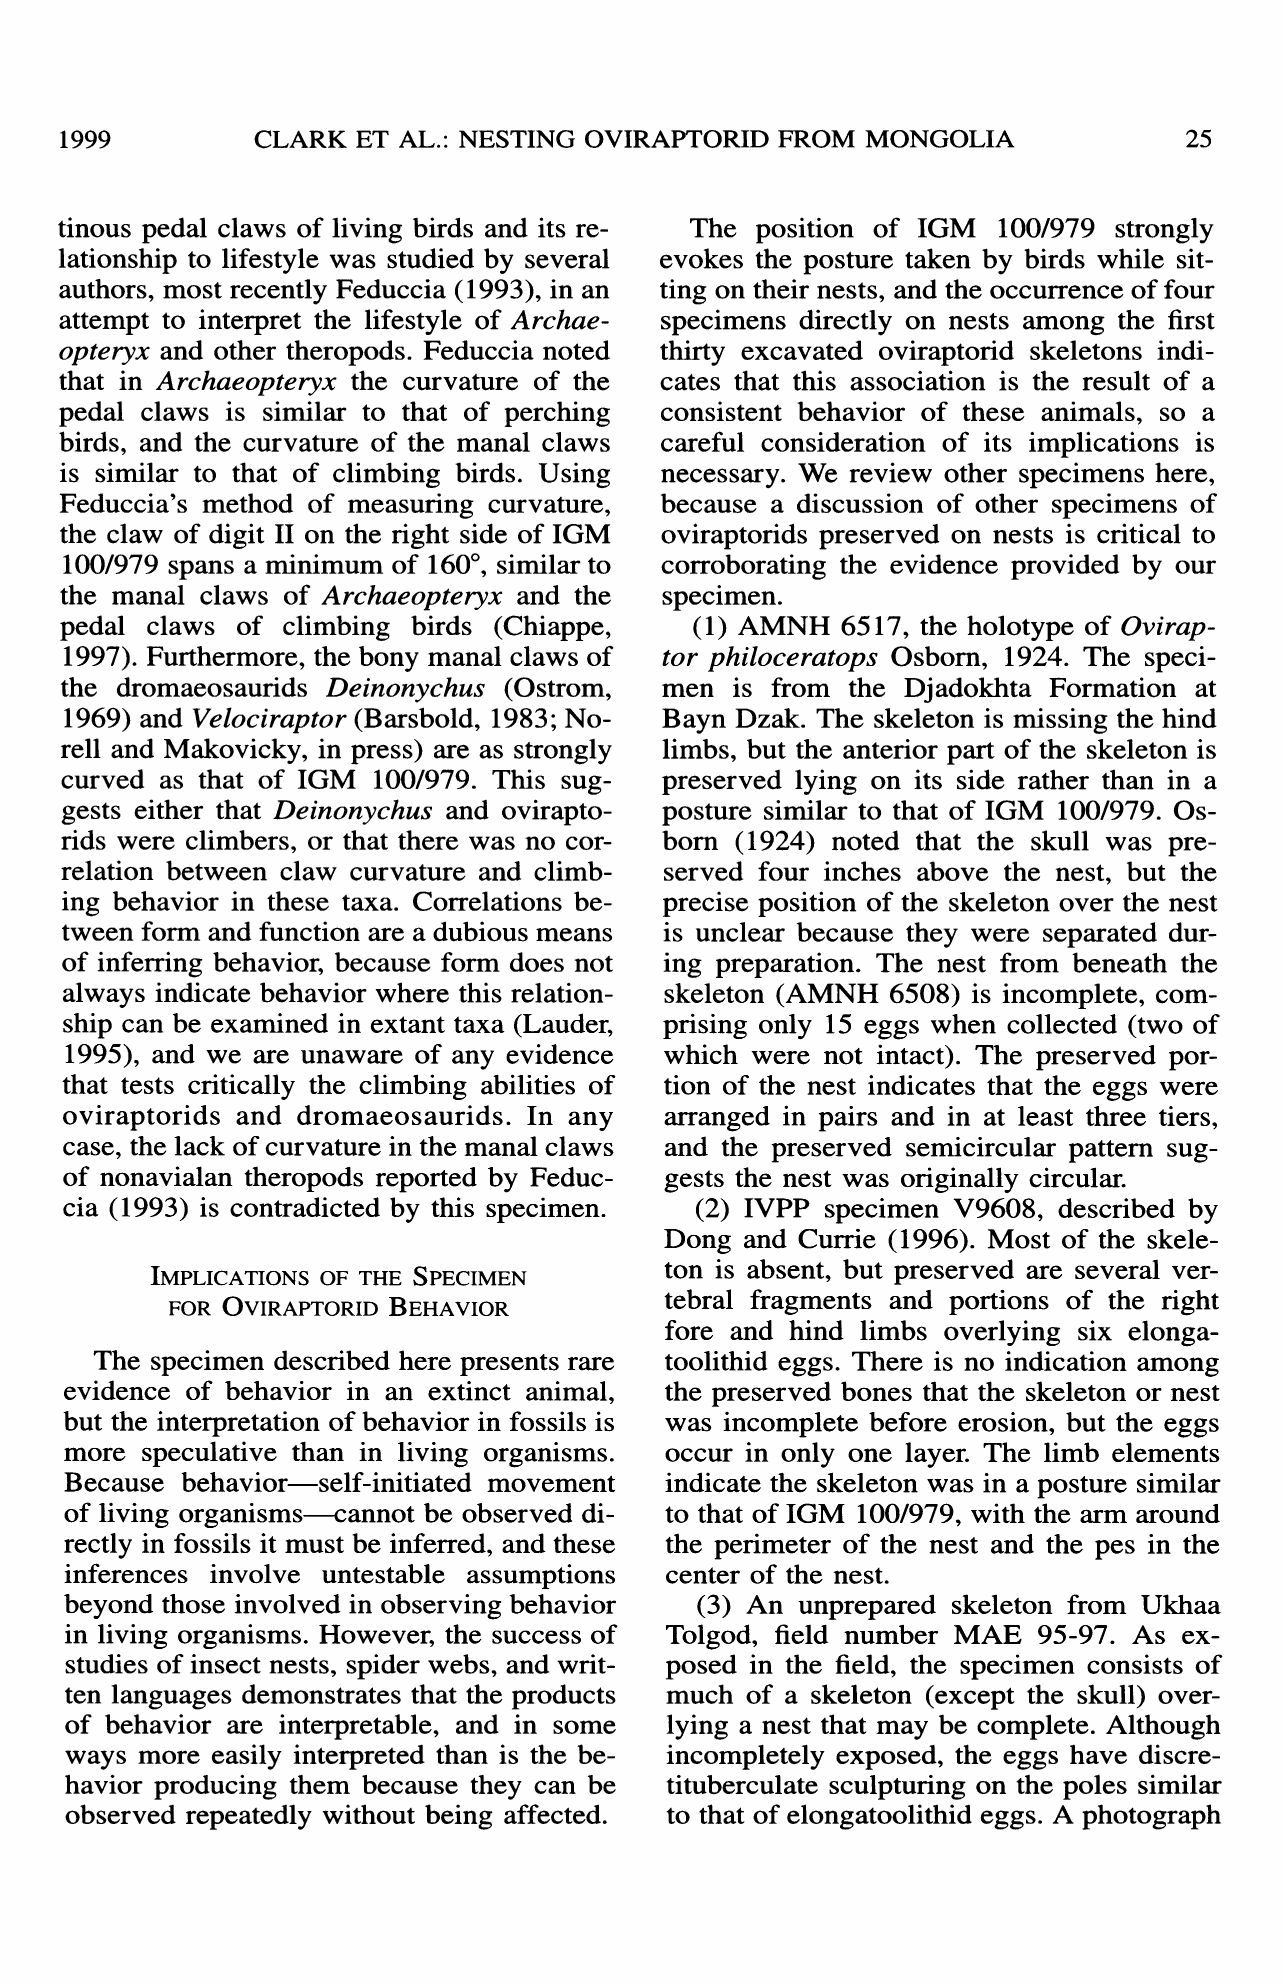 1999 CLARK ET AL.: NESTING OVIRAPTORID FROM MONGOLIA 25
tinous pedal claws of living birds and its re-
lationship to lifestyle was studied by several
authors, most recently Feduccia (1993), in an
attempt to interpret the lifestyle of Archae-
opteryx and other theropods. Feduccia noted
that in Archaeopteryx the curvature of the
pedal claws is similar to that of perching
birds, and the curvature of the manal claws
is similar to that of climbing birds. Using
Feduccia's method of measuring curvature,
the claw of digit II on the right side of IGM
100/979 spans a minimum of 160°, similar to
the manal claws of Archaeopteryx and the
pedal claws of climbing birds (Chiappe,
1997). Furthermore, the bony manal claws of
the dromaeosaurids Deinonychus (Ostrom,
1969) and Velociraptor (Barsbold, 1983; No-
rell and Makovicky, in press) are as strongly
curved as that of IGM 100/979. This sug-
gests either that Deinonychus and ovirapto-
rids were climbers, or that there was no cor-
relation between claw curvature and climb-
ing behavior in these taxa. Correlations be-
tween form and function are a dubious means
of inferring behavior, because form does not
always indicate behavior where this relation-
ship can be examined in extant taxa (Lauder,
1995), and we are unaware of any evidence
that tests critically the climbing abilities of
oviraptorids and dromaeosaurids. In any
case, the lack of curvature in the manal claws
of nonavialan theropods reported by Feduc-
cia (1993) is contradicted by this specimen.
IMPLICATIONS OF THE SPECIMEN
FOR OVIRAPTORID BEHAVIOR
The specimen described here presents rare
evidence of behavior in an extinct animal,
but the interpretation of behavior in fossils is
more speculative than in living organisms.
Because behavior—self-initiated movement
of living organisms—cannot be observed di-
rectly in fossils it must be inferred, and these
inferences involve untestable assumptions
beyond those involved in observing behavior
in living organisms. However, the success of
studies of insect nests, spider webs, and writ-
ten languages demonstrates that the products
of behavior are interpretable, and in some
ways more easily interpreted than is the be-
havior producing them because they can be
observed repeatedly without being affected.
The position of IGM 100/979 strongly
evokes the posture taken by birds while sit-
ting on their nests, and the occurrence of four
specimens directly on nests among the first
thirty excavated oviraptorid skeletons indi-
cates that this association is the result of a
consistent behavior of these animals, so a
careful consideration of its implications is
necessary. We review other specimens here,
because a discussion of other specimens of
oviraptorids preserved on nests is critical to
corroborating the evidence provided by our
specimen.
(1) AMNH 6517, the holotype of Ovirap-
tor philoceratops Osborn, 1924. The speci-
men is from the Djadokhta Formation at
Bayn Dzak. The skeleton is missing the hind
limbs, but the anterior part of the skeleton is
preserved lying on its side rather than in a
posture similar to that of IGM 100/979. Os-
born (1924) noted that the skull was pre-
served four inches above the nest, but the
precise position of the skeleton over the nest
is unclear because they were separated dur-
ing preparation. The nest from beneath the
skeleton (AMNH 6508) is incomplete, com-
prising only 15 eggs when collected (two of
which were not intact). The preserved por-
tion of the nest indicates that the eggs were
arranged in pairs and in at least three tiers,
and the preserved semicircular pattern sug-
gests the nest was originally circular.
(2) IVPP specimen V9608, described by
Dong and Currie (1996). Most of the skele-
ton is absent, but preserved are several ver-
tebral fragments and portions of the right
fore and hind limbs overlying six elonga-
toolithid eggs. There is no indication among
the preserved bones that the skeleton or nest
was incomplete before erosion, but the eggs
occur in only one layer. The limb elements
indicate the skeleton was in a posture similar
to that of IGM 100/979, with the arm around
the perimeter of the nest and the pes in the
center of the nest.
(3) An unprepared skeleton from Ukhaa
Tolgod, field number MAE 95-97. As ex-
posed in the field, the specimen consists of
much of a skeleton (except the skull) over-
lying a nest that may be complete. Although
incompletely exposed, the eggs have discre-
tituberculate sculpturing on the poles similar
to that of elongatoolithid eggs. A photograph